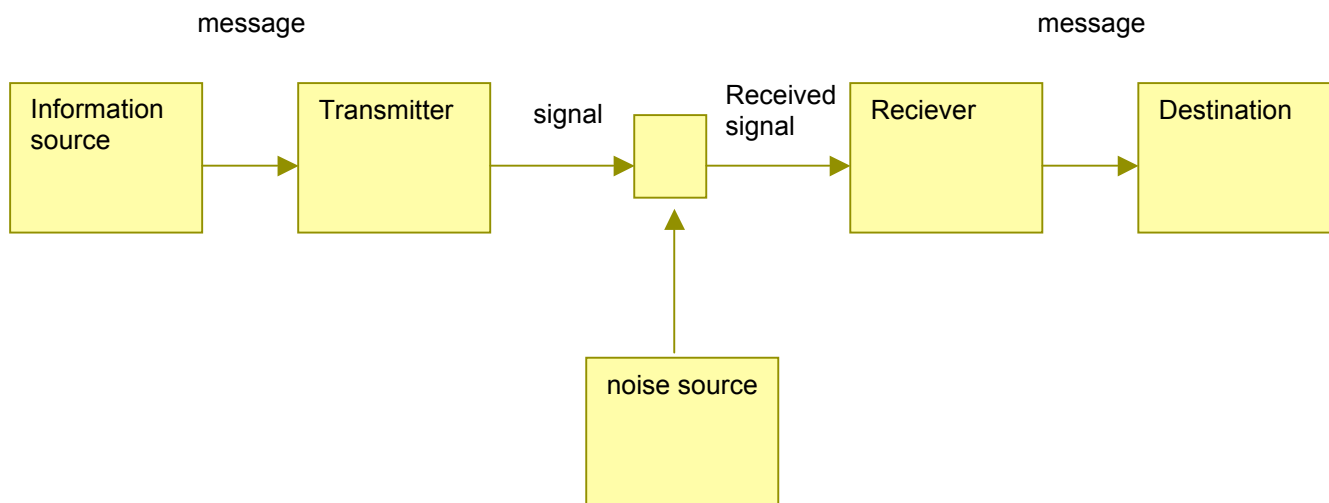 message
message
Information
source
Transmitter
signal
Received
signal
Reciever
Destination
noise source